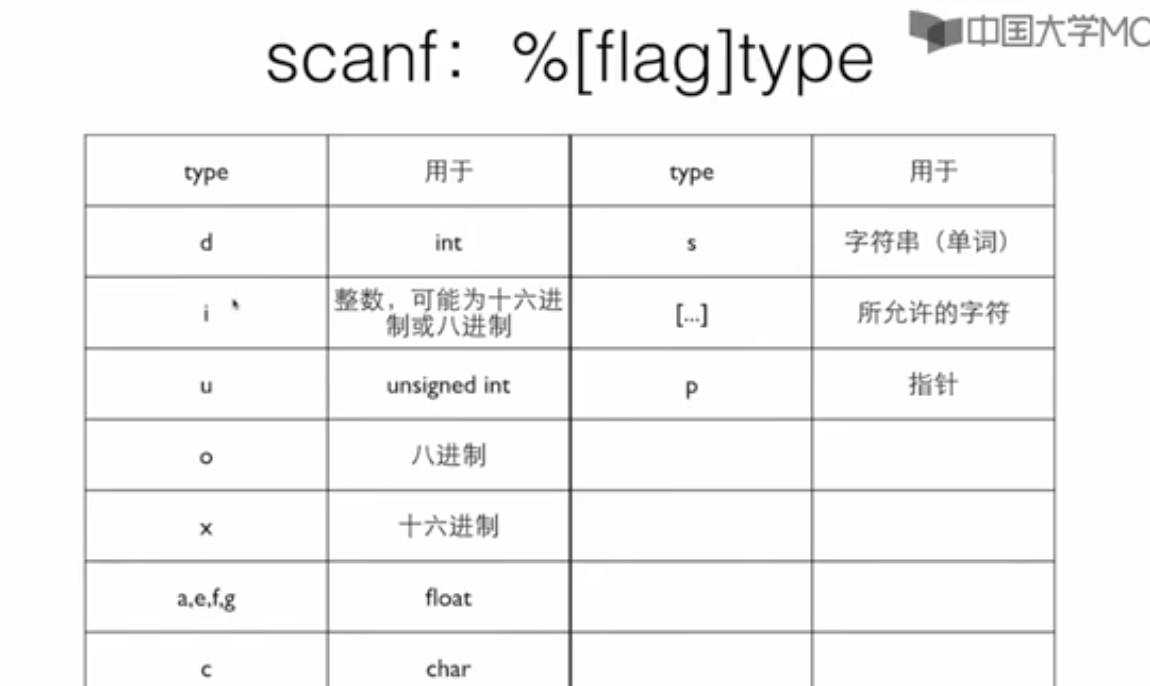 中国大学MO
scanf：%[flag]type
type 用于 type 用于
d int s 字符串（单词）
i 整数，可能为十六进
制或八进制 [...] 所允许的字符
u unsigned int p 指针
o 八进制
x 十六进制
a,e,f,g float
c char